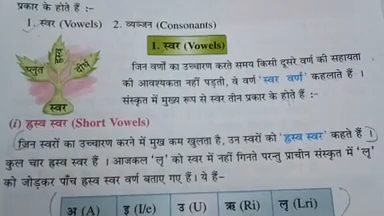 प्रकार के होते हैं :–
1. स्वर (Vowels) 2. व्यञ्जन (Consonants)
1. स्वर (Vowels)
प्लुत ह्रस्व दीर्घ
स्वर
जिन वर्णों का उच्चारण करते समय किसी दूसरे वर्ण की सहायता
की आवश्यकता नहीं पड़ती, वे वर्ण 'स्वर वर्ण' कहलाते हैं ।
संस्कृत में मुख्य रूप से स्वर तीन प्रकार के होते हैं :–
(i) ह्रस्व स्वर (Short Vowels)
जिन स्वरों का उच्चारण करने में मुख कम खुलता है, उन स्वरों को 'ह्रस्व स्वर' कहते हैं ।
कुल चार ह्रस्व स्वर हैं । आजकल 'लृ' को स्वर में नहीं गिनते परन्तु प्राचीन संस्कृत में 'लृ'
को जोड़कर पाँच ह्रस्व स्वर वर्ण बताए गए हैं । ये हैं–
अ (A) इ (I/e) उ (U) ऋ (Ri) लृ (Lri)